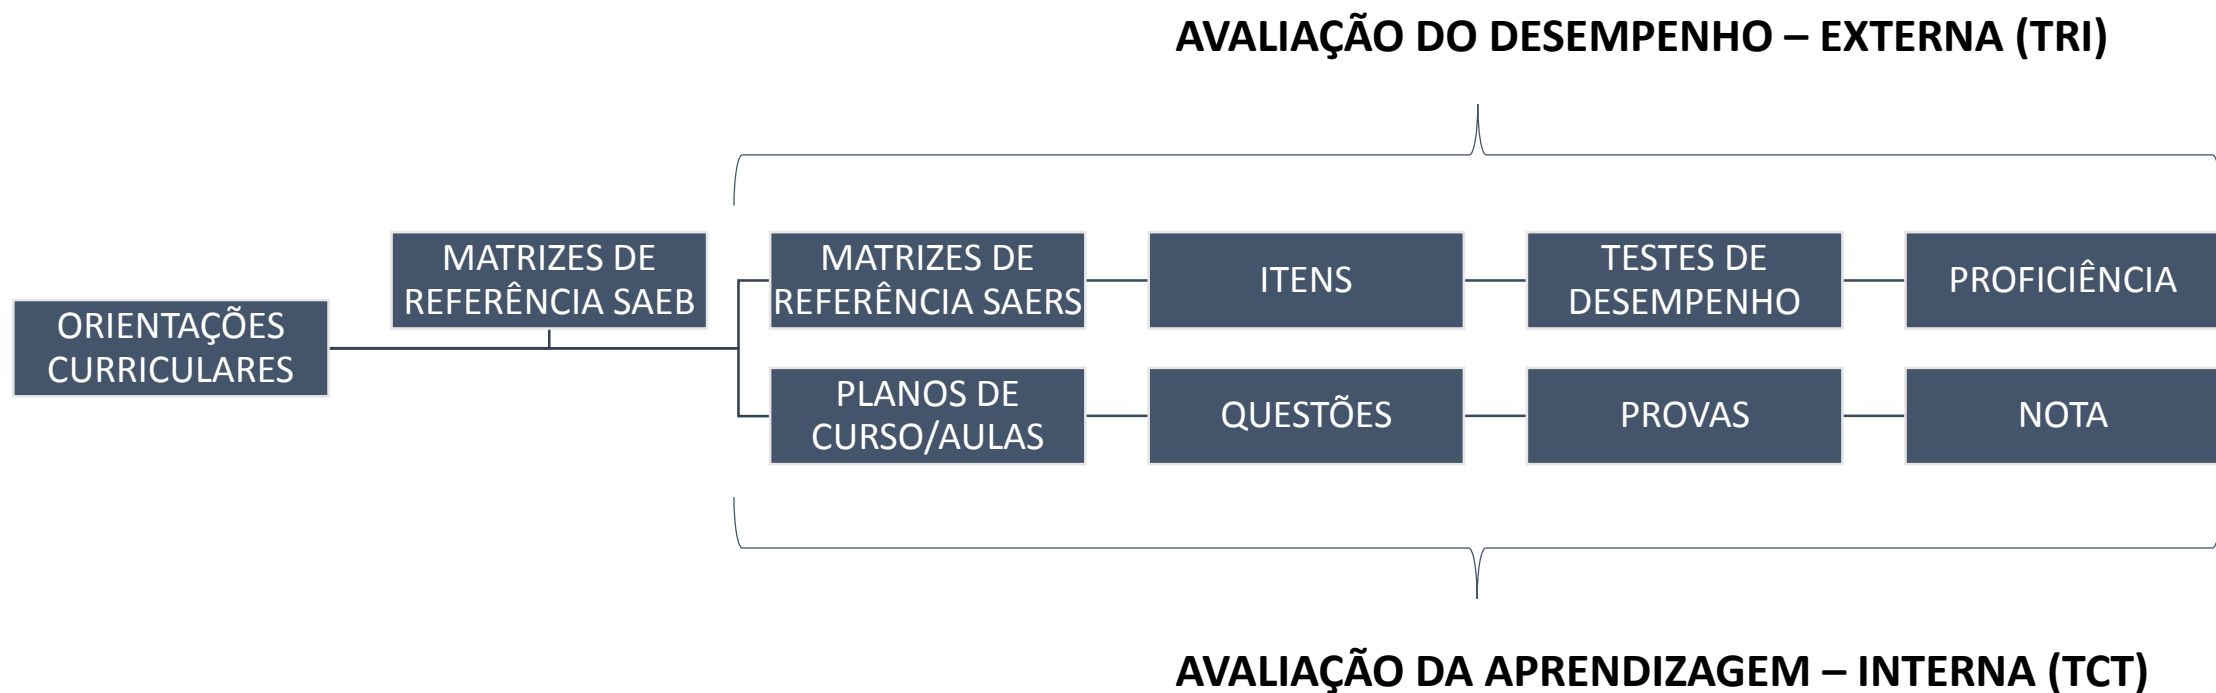 AVALIAÇÃO DO DESEMPENHO – EXTERNA (TRI)
ORIENTAÇÕES
CURRICULARES
MATRIZES DE
REFERÊNCIA SAEB
MATRIZES DE
REFERÊNCIA SAERS
ITENS
TESTES DE
DESEMPENHO
PROFICIÊNCIA
PLANOS DE
CURSO/AULAS
QUESTÕES
PROVAS
NOTA
AVALIAÇÃO DA APRENDIZAGEM – INTERNA (TCT)